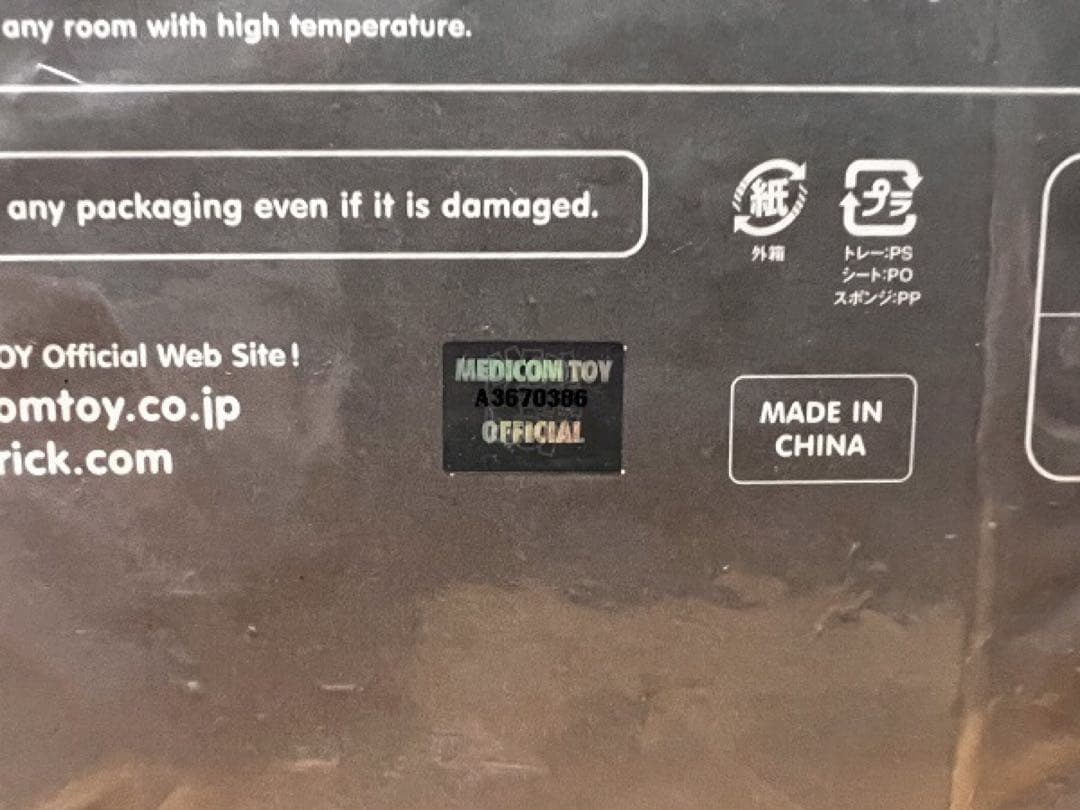 any room with high temperature.
any packaging even if it is damaged.
紙
プラ
外箱
トレー:PS
シート:PO
スポンジ:PP
OY Official Web Site!
omtoy.co.jp
rick.com
MEDICOM TOY
A3670386
OFFICIAL
MADE IN
CHINA